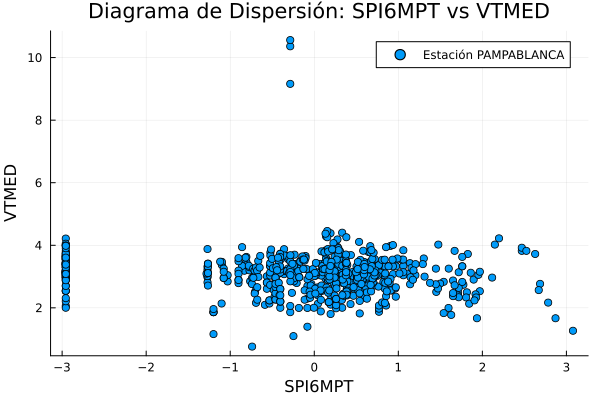 Diagrama de Dispersión: SPI6MPT vs VTMED
Estación PAMPABLANCA
VTMED
10
8
6
4
2
−3 −2 −1 0 1 2 3
SPI6MPT